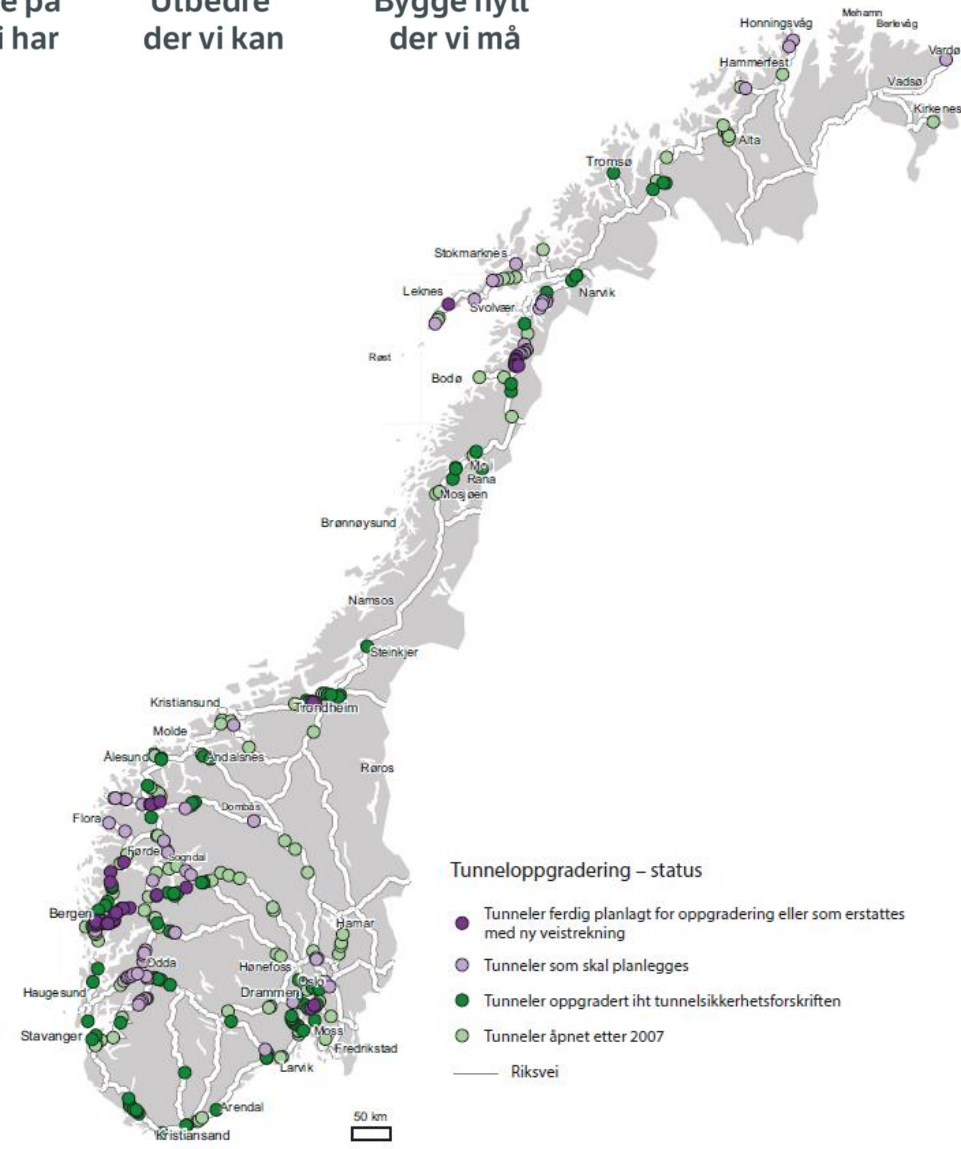 e på
i har
Utbedre
der vi kan
Bygge nytt
der vi må
Mehamn
Berlevåg
Honningsvåg
Vardø
Hammerfest
Vadsø
Kirkenes
Alta
Tromsø
Stokmarknes
Leknes
Svolvær
Narvik
Røst
Bodø
Mo i
Rana
Mosjøen
Brønnøysund
Namsos
Steinkjer
Kristiansund
Trondheim
Molde
Ålesund
Åndalsnes
Røros
Dombås
Flora
Førde
Sogndal
Bergen
Hamar
Odda
Hønefoss
Oslo
Haugesund
Drammen
Stavanger
Moss
Fredrikstad
Larvik
Arendal
Kristiansand
50 km
Tunneloppgradering – status
Tunneler ferdig planlagt for oppgradering eller som erstattes
med ny veistrekning
Tunneler som skal planlegges
Tunneler oppgradert iht tunnelsikkerhetsforskriften
Tunneler åpnet etter 2007
Riksvei